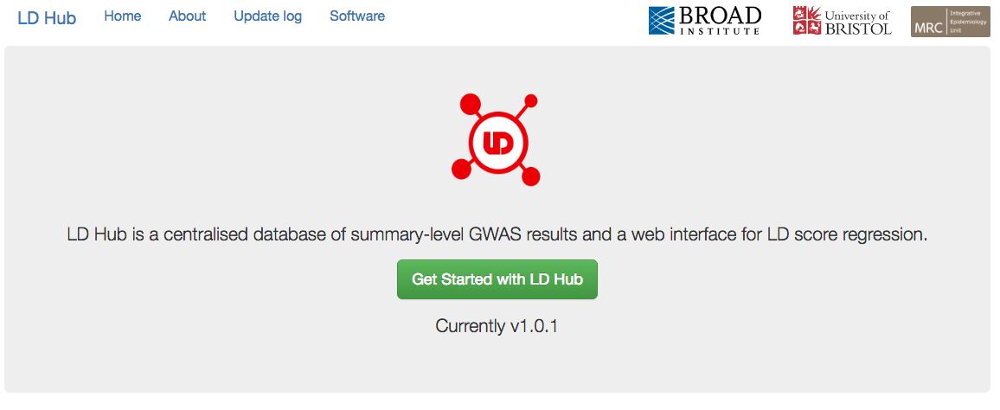 LD Hub Home About Update log Software
BROAD INSTITUTE
University of BRISTOL
MRC Integrative Epidemiology Unit
LD
LD Hub is a centralised database of summary-level GWAS results and a web interface for LD score regression.
Get Started with LD Hub
Currently v1.0.1